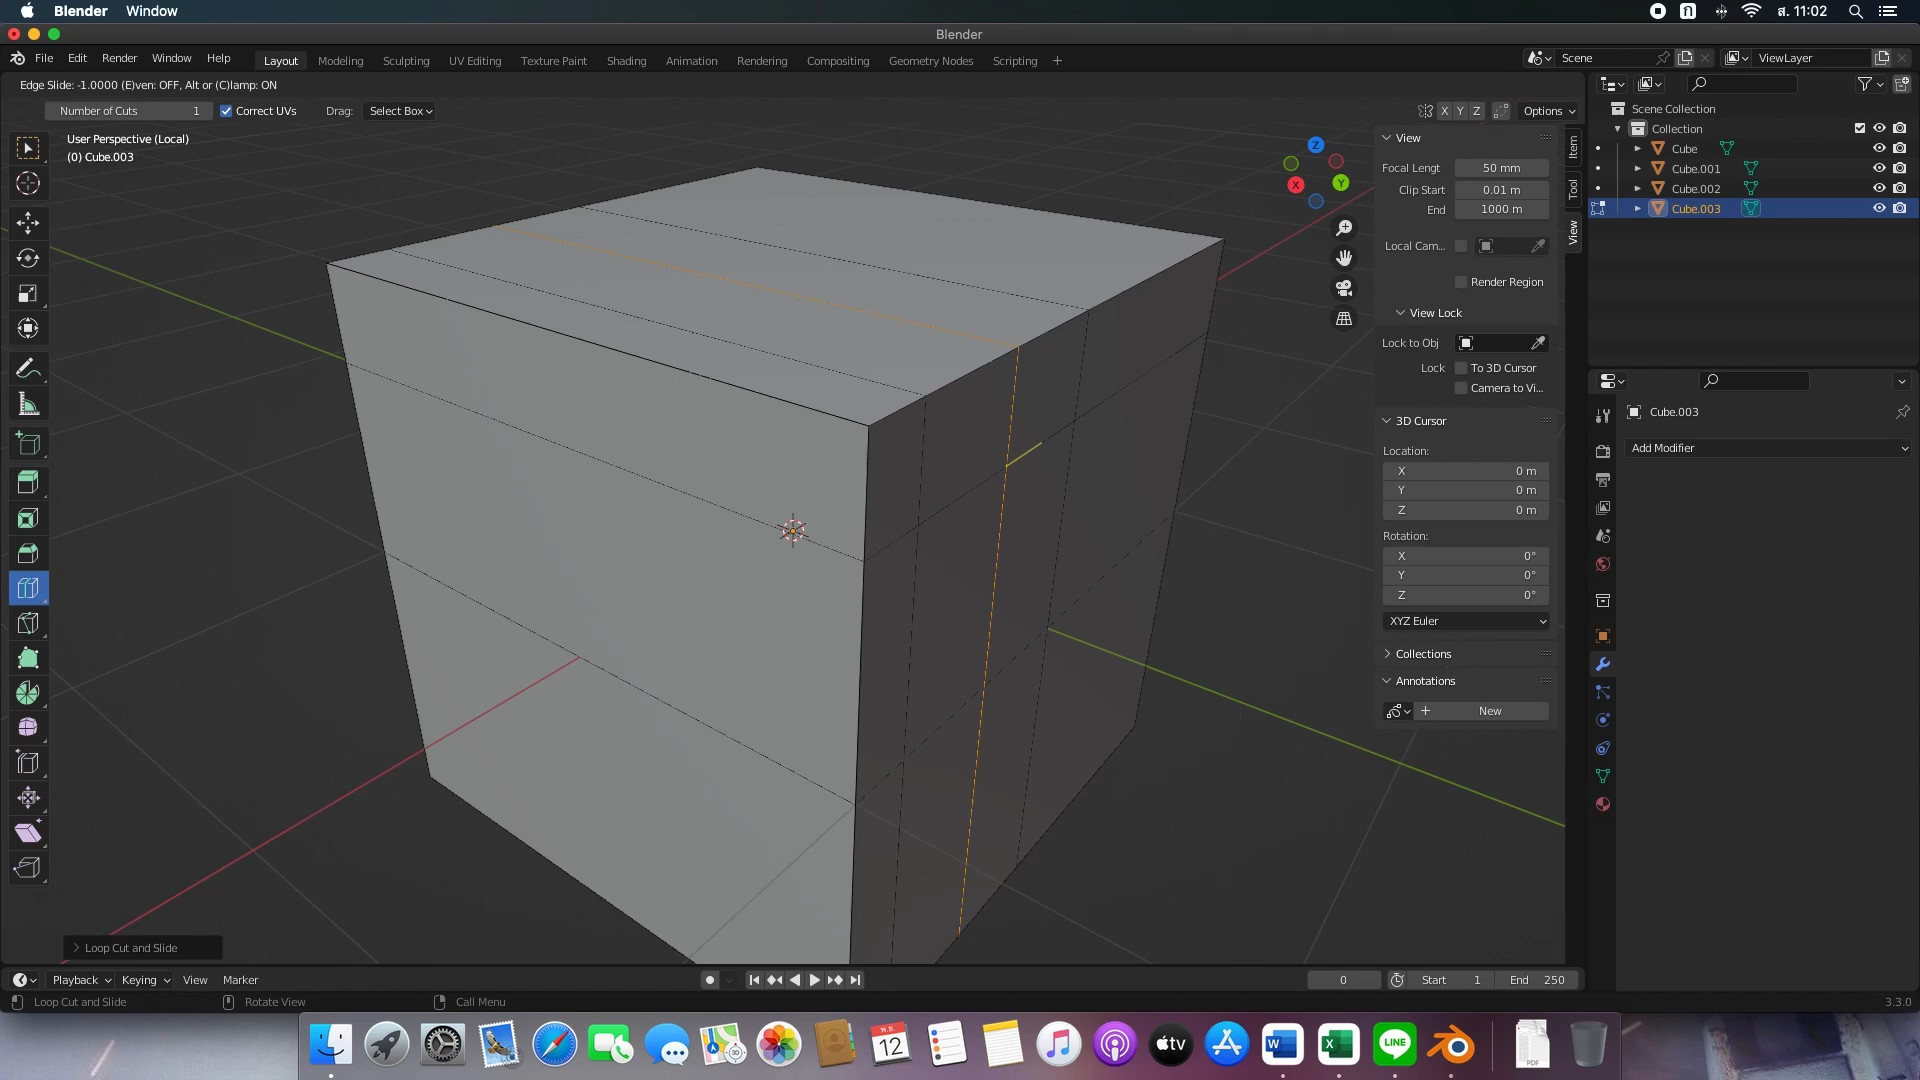 Blender Window
ส. 11:02
Blender
File Edit Render Window Help Layout Modeling Sculpting UV Editing Texture Paint Shading Animation Rendering Compositing Geometry Nodes Scripting + Scene ViewLayer
Edge Slide: -1.0000 (E)ven: OFF, Alt or (C)lamp: ON
Number of Cuts 1 Correct UVs Drag: Select Box X Y Z Options
User Perspective (Local)
(0) Cube.003
Z
X
Y
View
Focal Lengt 50 mm
Clip Start 0.01 m
End 1000 m
Local Cam...
Render Region
View Lock
Lock to Obj
Lock To 3D Cursor
Camera to Vi...
3D Cursor
Location:
X 0 m
Y 0 m
Z 0 m
Rotation:
X 0°
Y 0°
Z 0°
XYZ Euler
Collections
Annotations
+ New
Item
Tool
View
Scene Collection
Collection
Cube
Cube.001
Cube.002
Cube.003
Cube.003
Add Modifier
Loop Cut and Slide
Playback Keying View Marker 0 Start 1 End 250
Loop Cut and Slide Rotate View Call Menu 3.3.0
12
tv
W
X
LINE
PDF